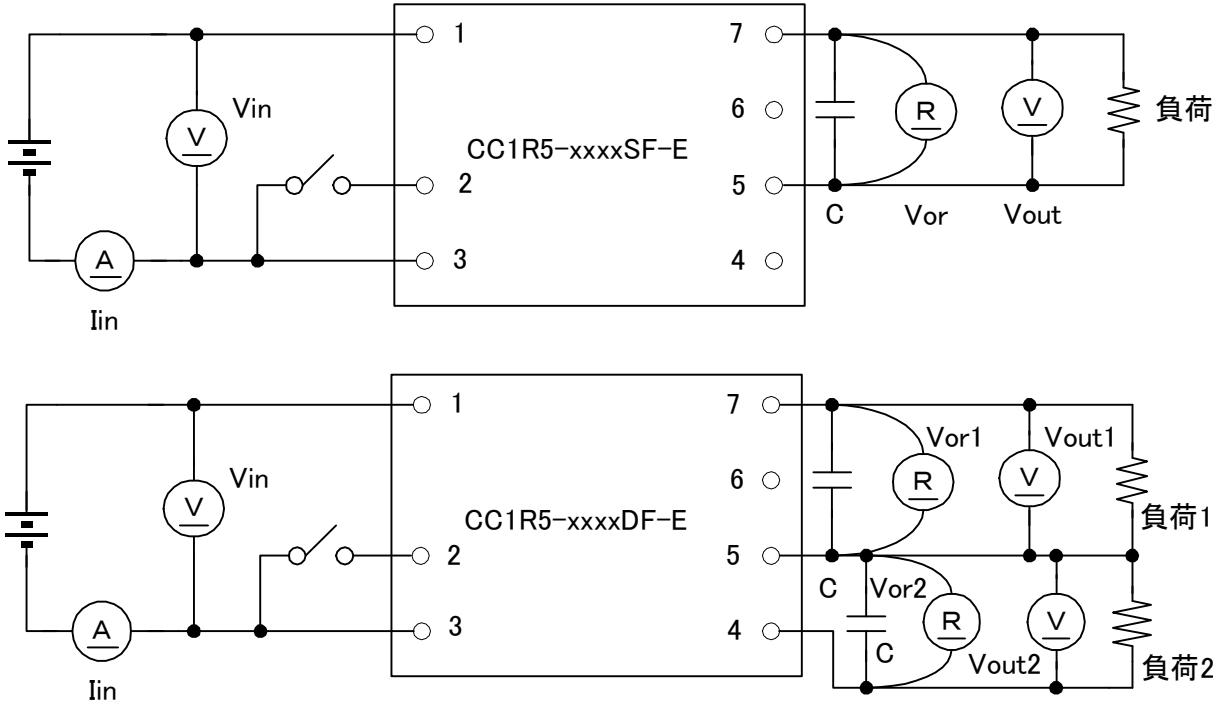 1
7
Vin
V
6
R
V
負荷
CC1R5-xxxxSF-E
2
5
C
Vor
Vout
A
3
4
Iin
1
7
Vor1
Vout1
Vin
V
6
R
V
CC1R5-xxxxDF-E
負荷1
2
5
C
Vor2
A
3
4
R
V
C
Vout2
負荷2
Iin